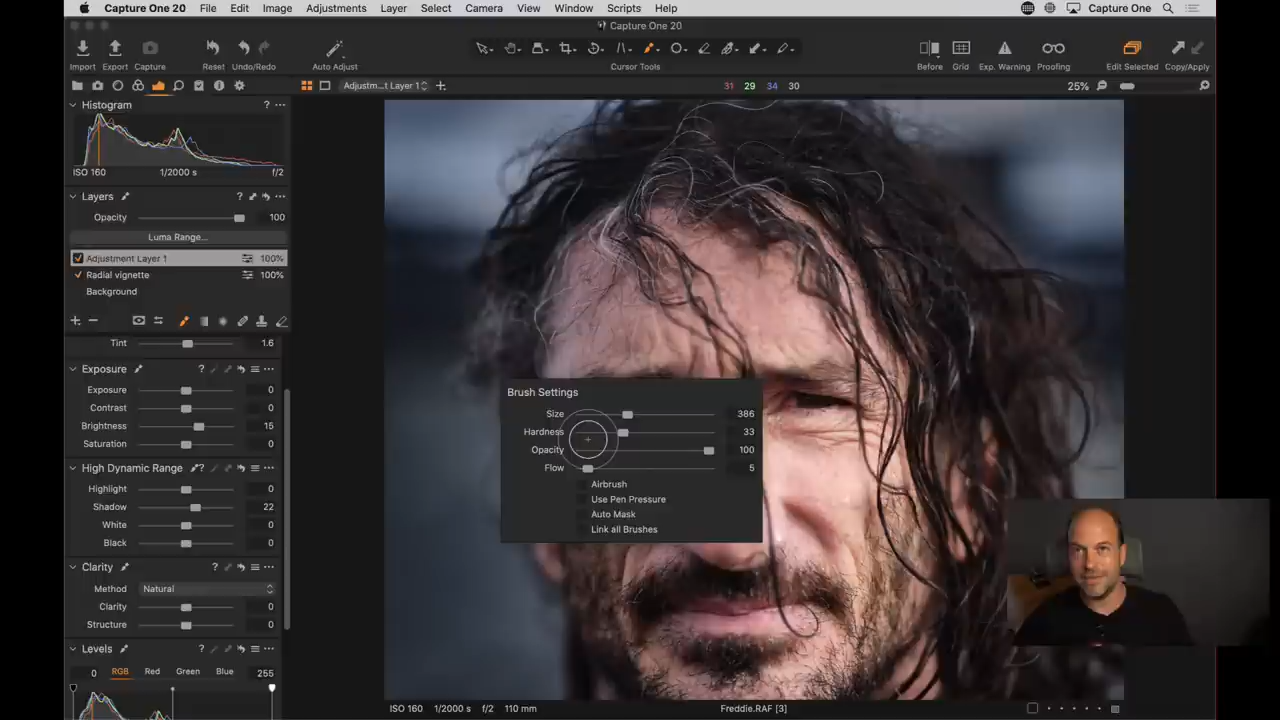 Capture One 20 File Edit Image Adjustments Layer Select Camera View Window Scripts Help Capture One
Capture One 20
Import Export Capture Reset Undo/Redo Auto Adjust Cursor Tools Before Grid Exp. Warning Proofing Edit Selected Copy/Apply
Adjustm...t Layer 1 31 29 34 30 25%
Histogram ? ...
ISO 160 1/2000 s f/2
Layers ? ...
Opacity 100
Luma Range...
Adjustment Layer 1 100%
Radial vignette 100%
Background
Tint 1.6
Exposure ? ...
Exposure 0
Contrast 0
Brightness 15
Saturation 0
High Dynamic Range ? ...
Highlight 0
Shadow 22
White 0
Black 0
Clarity ? ...
Method Natural
Clarity 0
Structure 0
Levels ? ...
0 RGB Red Green Blue 255
Brush Settings
Size 386
Hardness 33
Opacity 100
Flow 5
Airbrush
Use Pen Pressure
Auto Mask
Link all Brushes
ISO 160 1/2000 s f/2 110 mm Freddie.RAF [3]